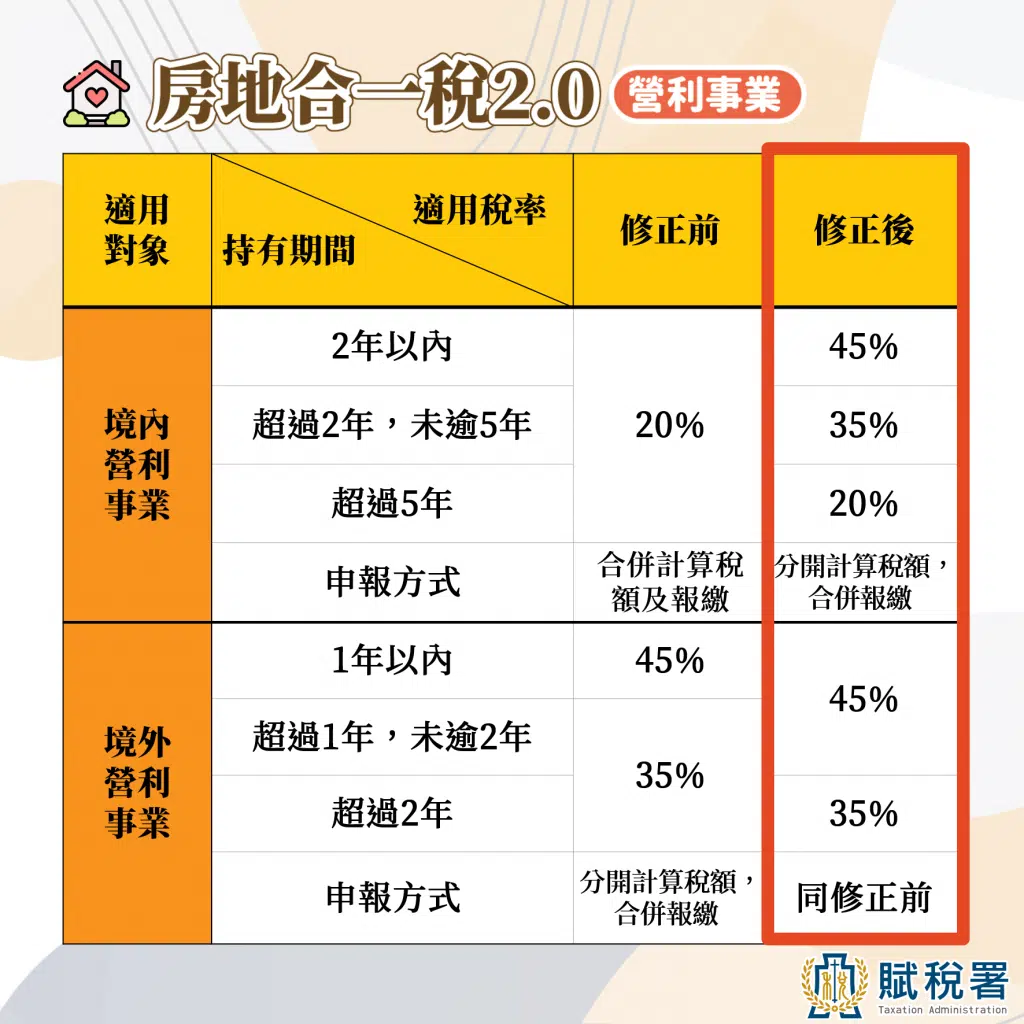 房地合一稅2.0
營利事業
適用
對象
適用稅率
持有期間
修正前
修正後
境內
營利
事業
2年以內
20%
45%
超過2年，未逾5年
35%
超過5年
20%
申報方式
合併計算稅
額及報繳
分開計算稅額，
合併報繳
境外
營利
事業
1年以內
45%
45%
超過1年，未逾2年
35%
超過2年
35%
申報方式
分開計算稅額，
合併報繳
同修正前
賦稅署
Taxation Administration